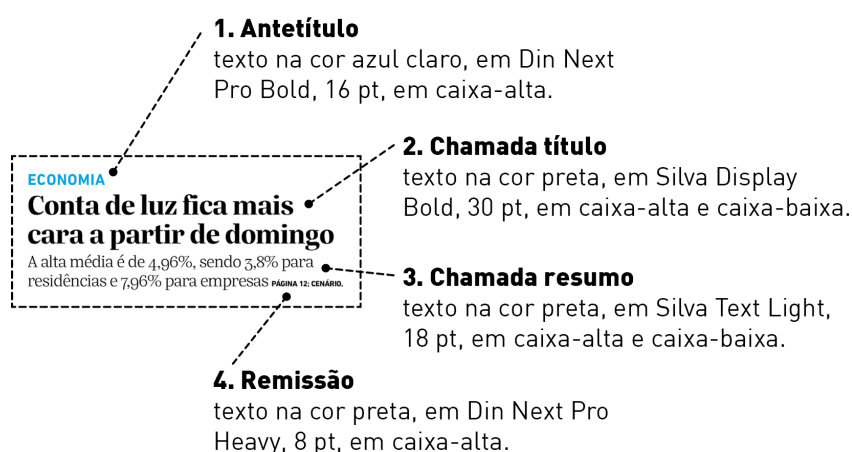 1. Antetítulo
texto na cor azul claro, em Din Next
Pro Bold, 16 pt, em caixa-alta.
2. Chamada título
texto na cor preta, em Silva Display
Bold, 30 pt, em caixa-alta e caixa-baixa.
ECONOMIA
Conta de luz fica mais
cara a partir de domingo
A alta média é de 4,96%, sendo 3,8% para
residências e 7,96% para empresas PÁGINA 12: CENÁRIO.
3. Chamada resumo
texto na cor preta, em Silva Text Light,
18 pt, em caixa-alta e caixa-baixa.
4. Remissão
texto na cor preta, em Din Next Pro
Heavy, 8 pt, em caixa-alta.